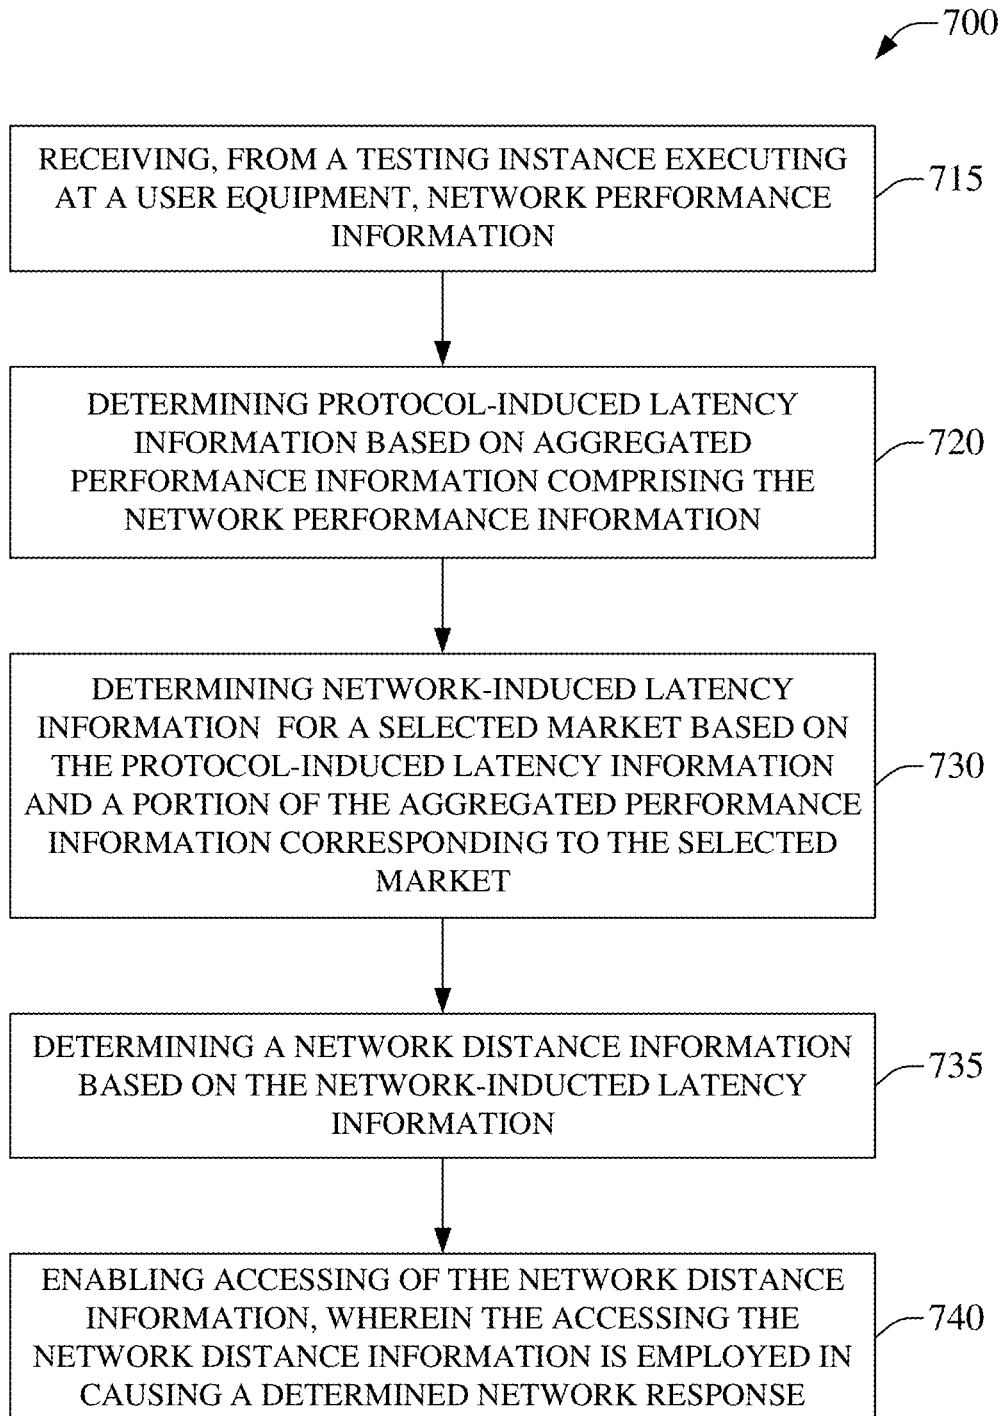 700
RECEIVING, FROM A TESTING INSTANCE EXECUTING
AT A USER EQUIPMENT, NETWORK PERFORMANCE
INFORMATION
715
DETERMINING PROTOCOL-INDUCED LATENCY
INFORMATION BASED ON AGGREGATED
PERFORMANCE INFORMATION COMPRISING THE
NETWORK PERFORMANCE INFORMATION
720
DETERMINING NETWORK-INDUCED LATENCY
INFORMATION FOR A SELECTED MARKET BASED ON
THE PROTOCOL-INDUCED LATENCY INFORMATION
AND A PORTION OF THE AGGREGATED PERFORMANCE
INFORMATION CORRESPONDING TO THE SELECTED
MARKET
730
DETERMINING A NETWORK DISTANCE INFORMATION
BASED ON THE NETWORK-INDUCTED LATENCY
INFORMATION
735
ENABLING ACCESSING OF THE NETWORK DISTANCE
INFORMATION, WHEREIN THE ACCESSING THE
NETWORK DISTANCE INFORMATION IS EMPLOYED IN
CAUSING A DETERMINED NETWORK RESPONSE
740